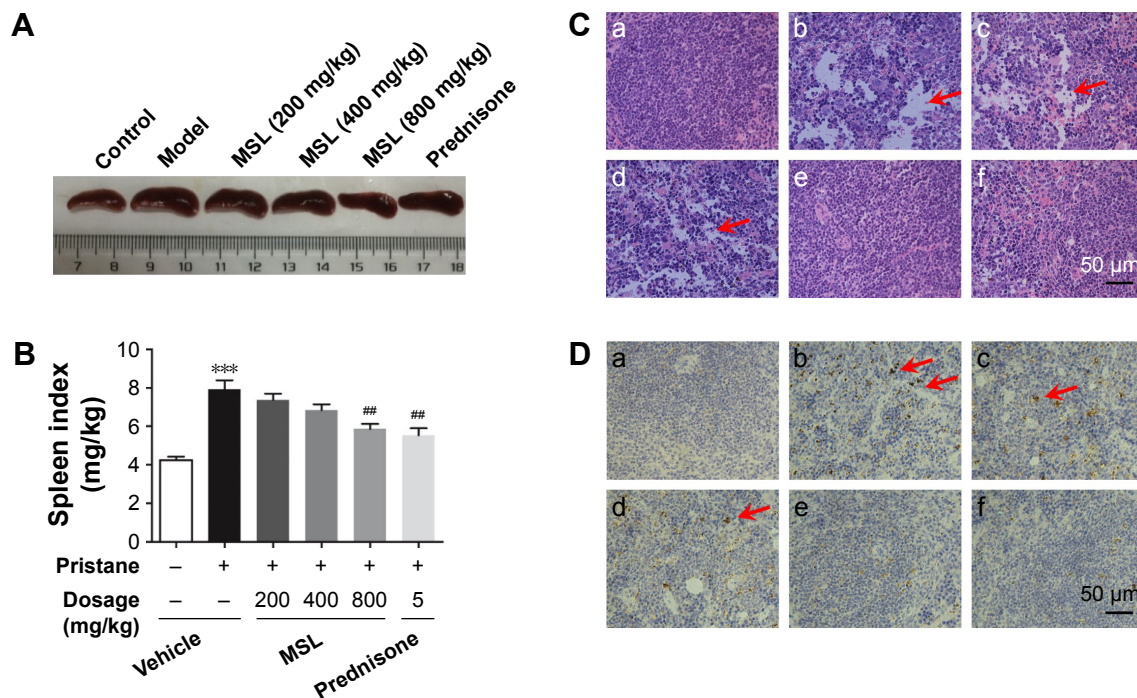 A
Control
Model
MSL (200 mg/kg)
MSL (400 mg/kg)
MSL (800 mg/kg)
Prednisone
7 8 9 10 11 12 13 14 15 16 17 18
B
Spleen index
(mg/kg)
10
8
6
4
2
0
***
##
##
Pristane – + + + + +
Dosage – – 200 400 800 5
(mg/kg)
Vehicle
MSL
Prednisone
C
a b c
d e f
50 µm
D
a b c
d e f
50 µm